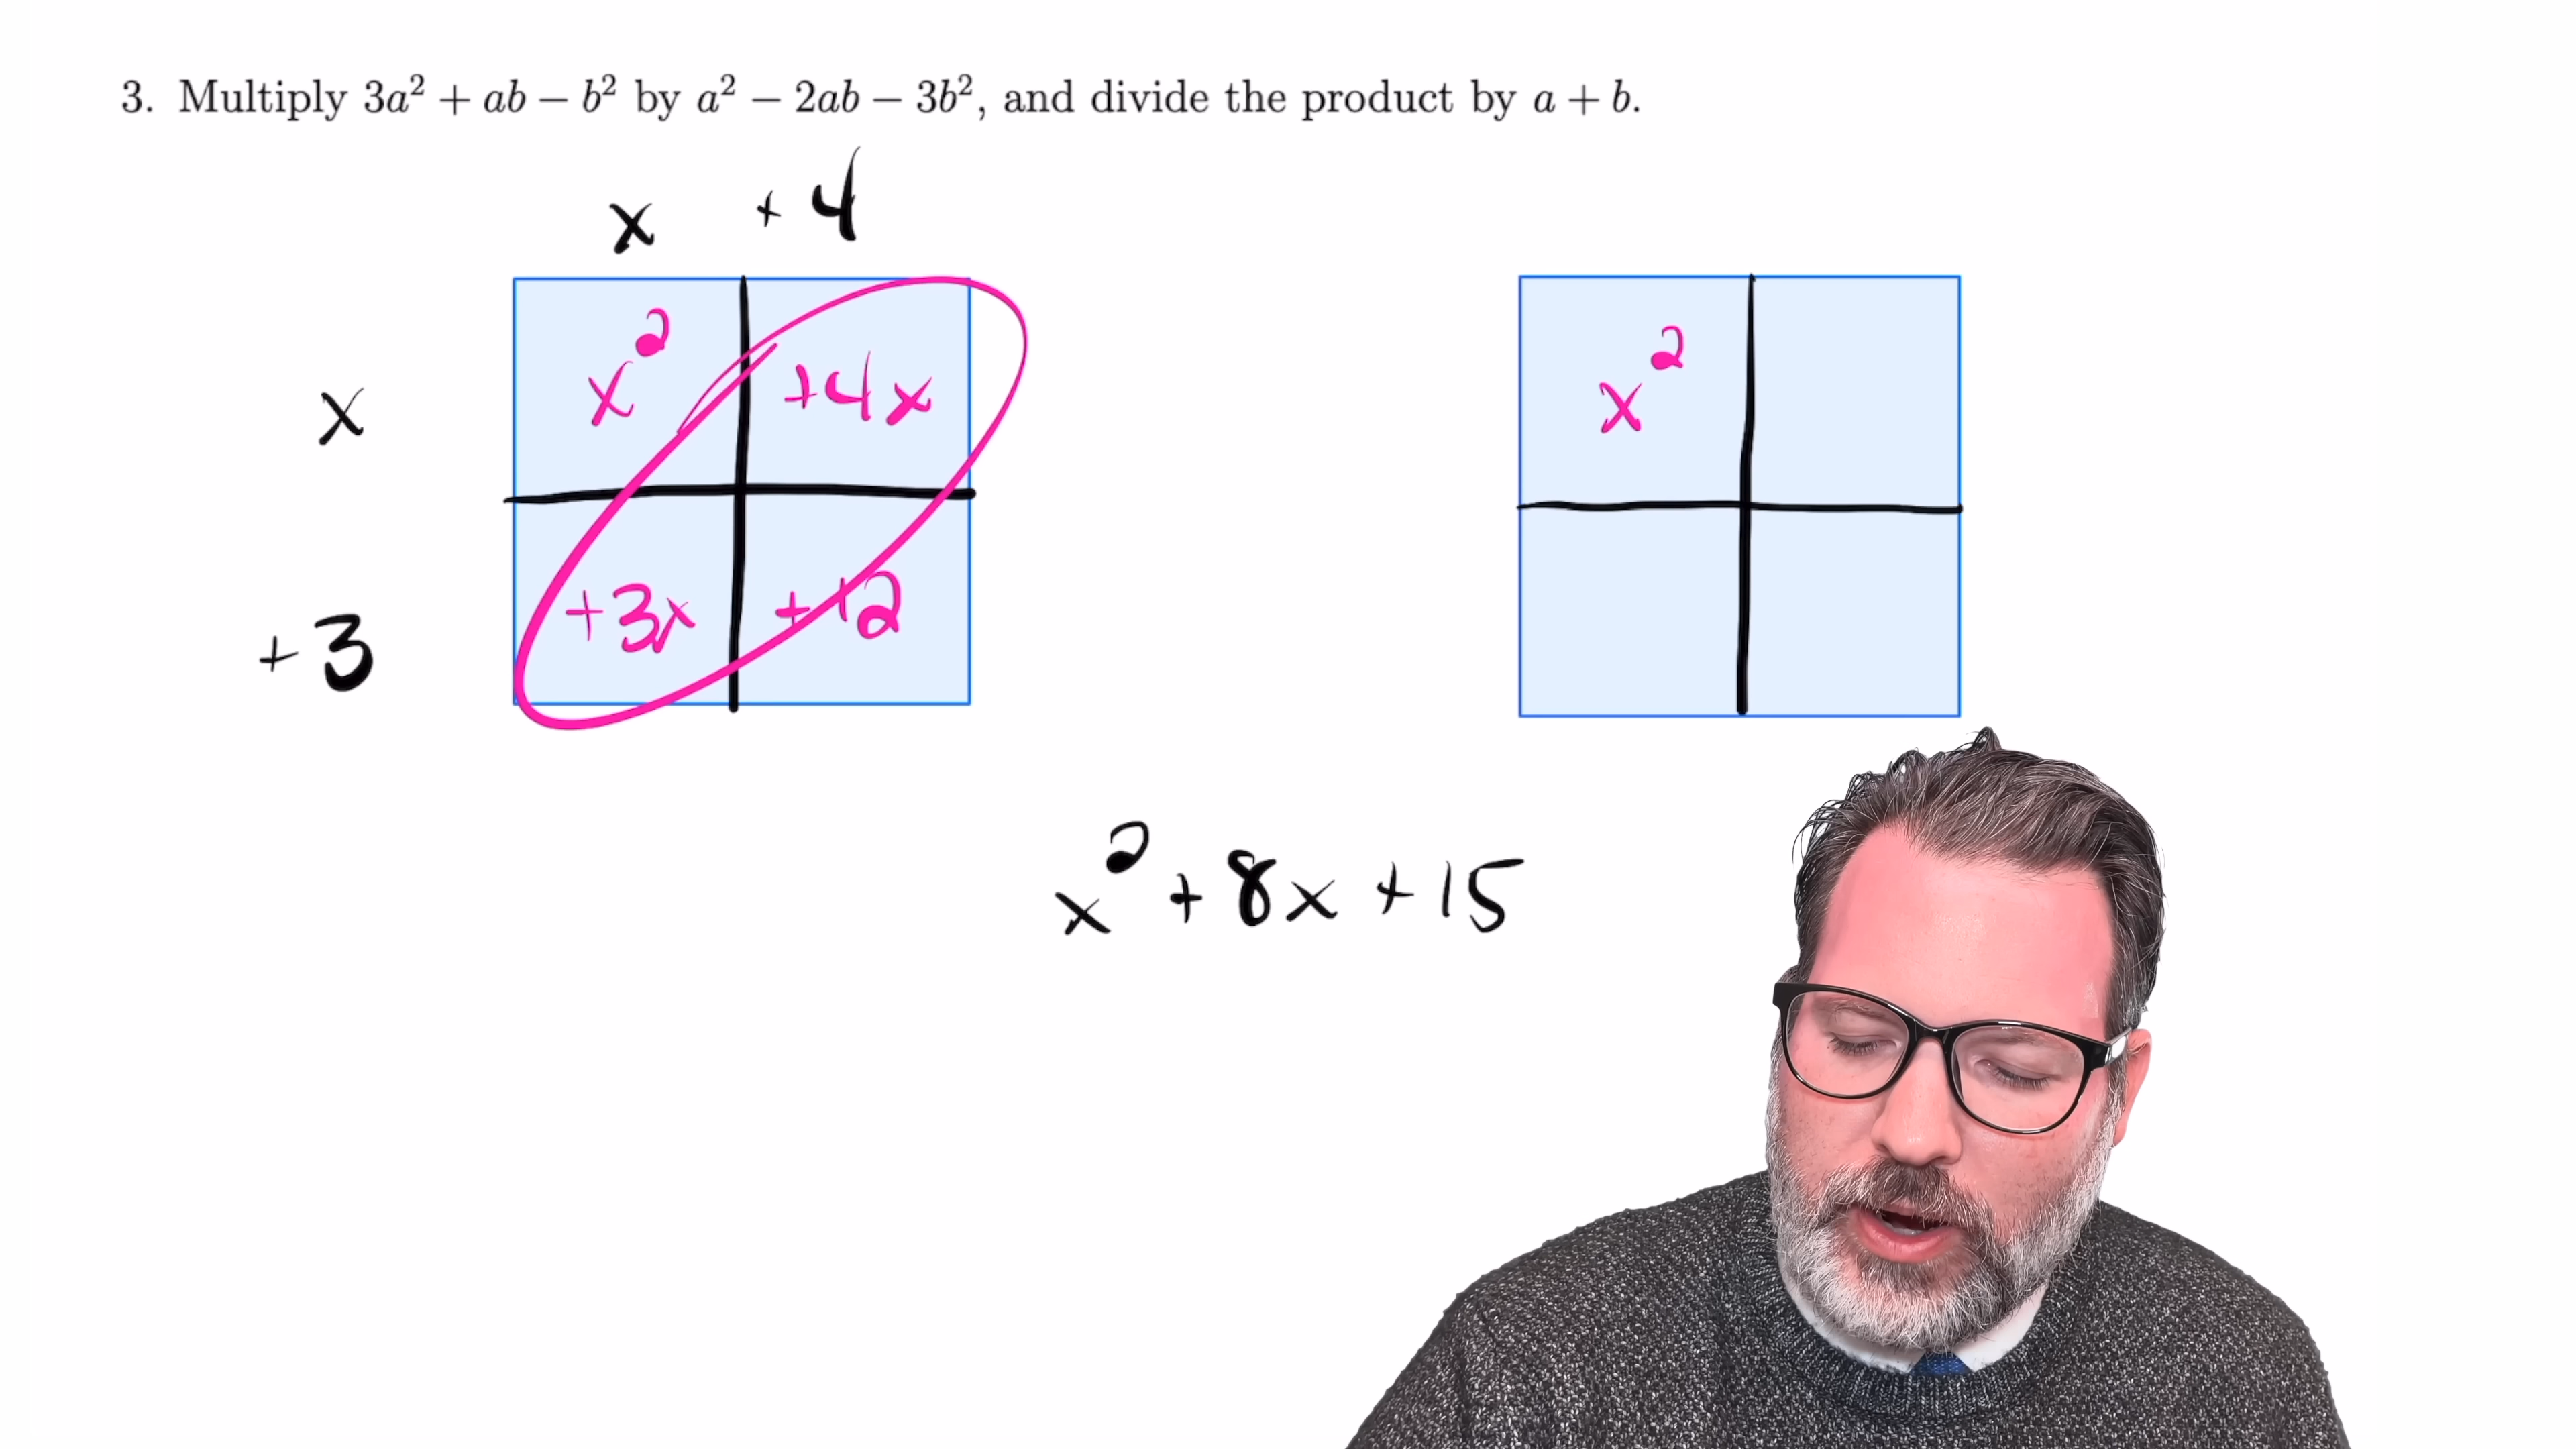 3. Multiply 3a² + ab − b² by a² − 2ab − 3b², and divide the product by a + b.
x + 4
x
x²
+4x
x²
+3
+3x
+12
x² + 8x + 15